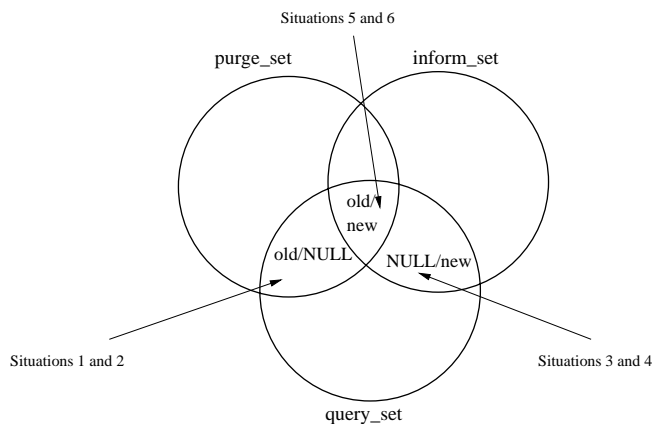 Situations 5 and 6
purge_set
inform_set
old/
new
old/NULL
NULL/new
Situations 1 and 2
Situations 3 and 4
query_set